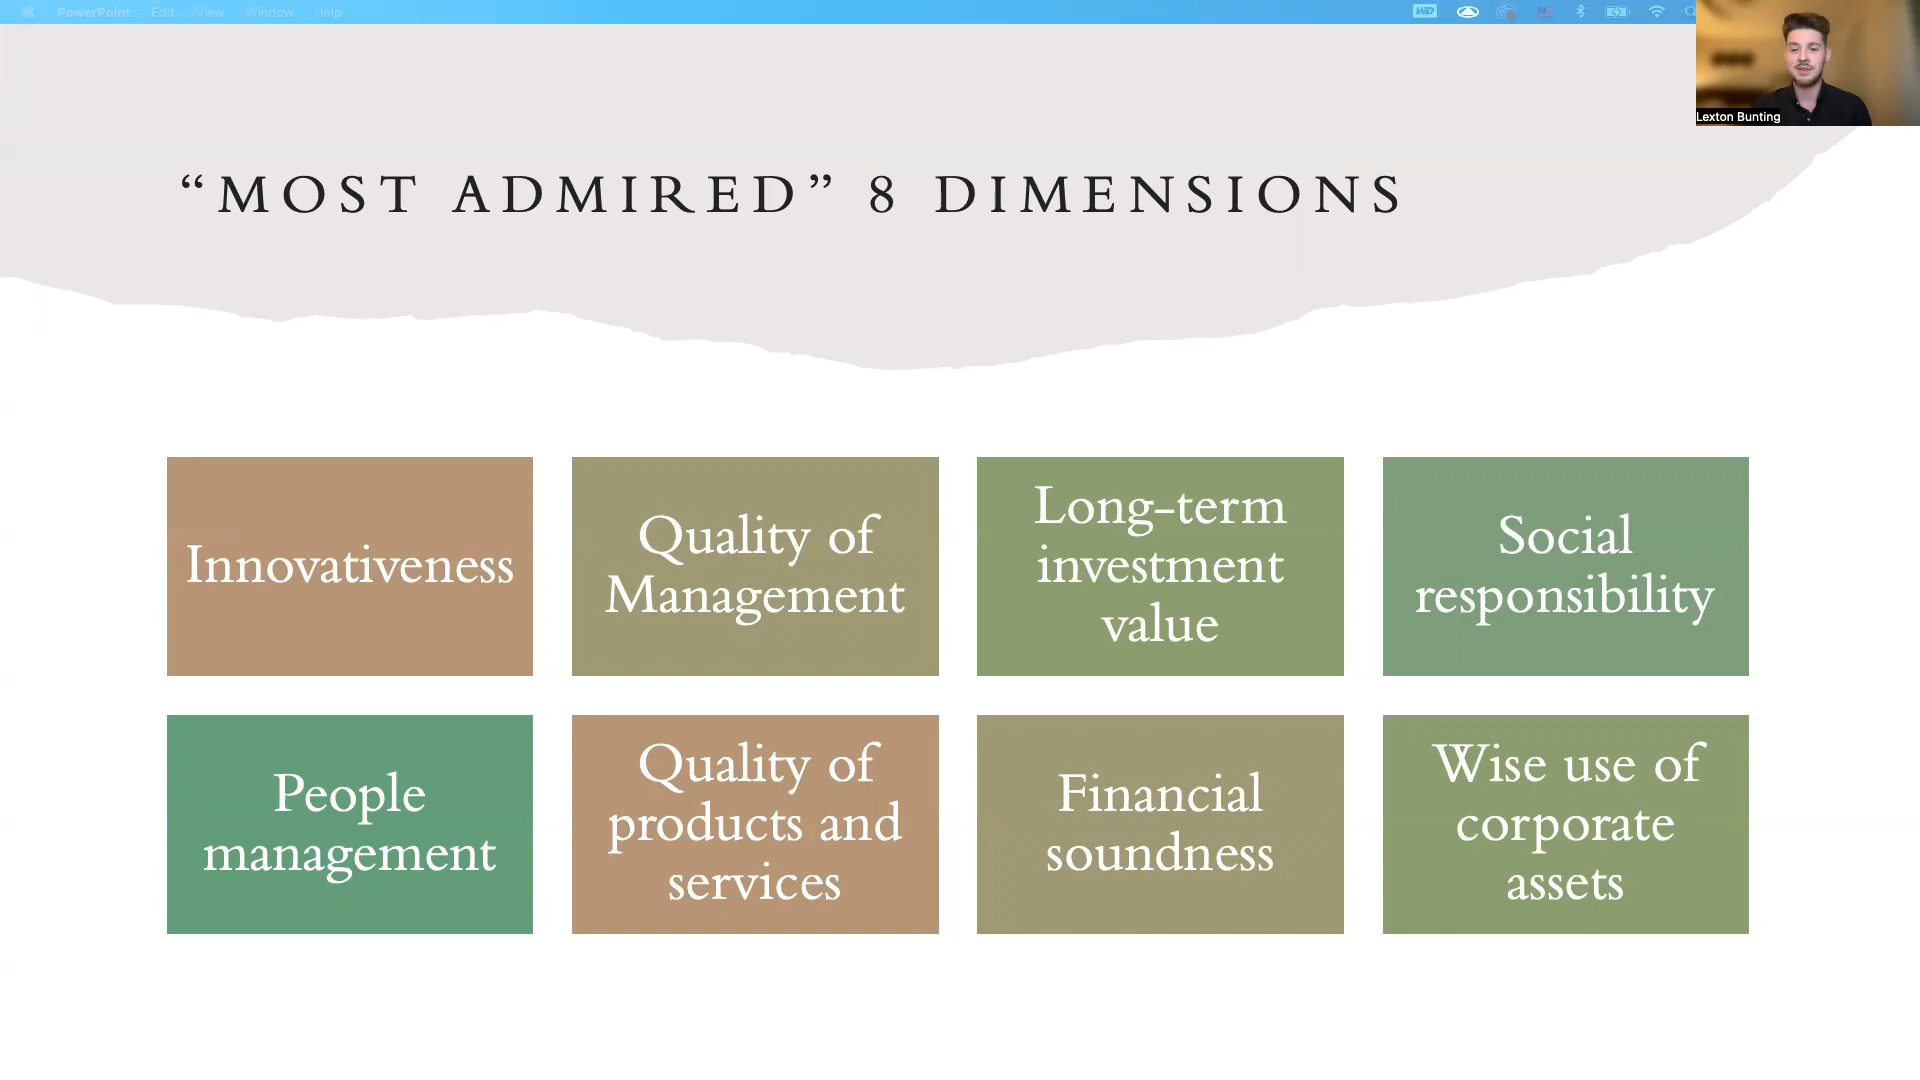 PowerPoint Edit View Window Help
WD
Lexton Bunting
“MOST ADMIRED” 8 DIMENSIONS
Innovativeness
Quality of
Management
Long-term
investment
value
Social
responsibility
People
management
Quality of
products and
services
Financial
soundness
Wise use of
corporate
assets